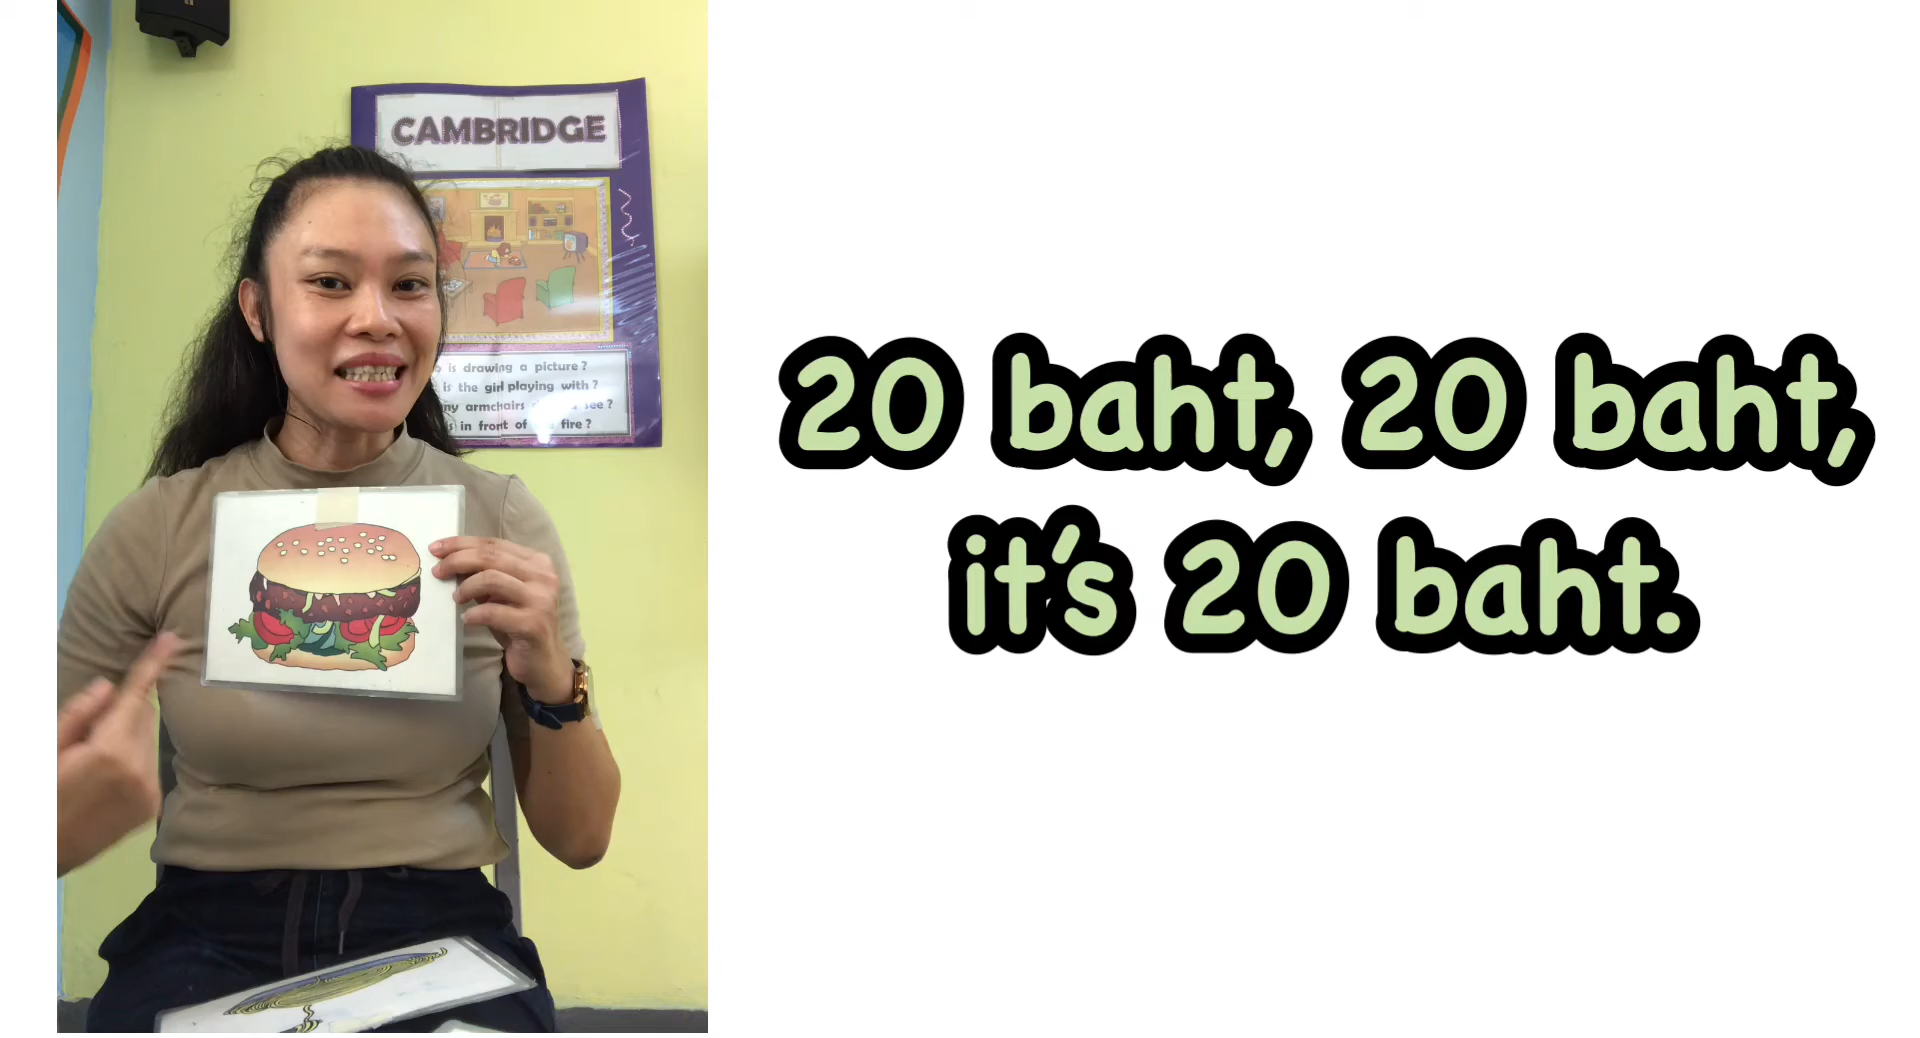 CAMBRIDGE
is drawing a picture?
is the girl playing with?
armchairs see?
in front of fire?
20 baht, 20 baht,
it's 20 baht.